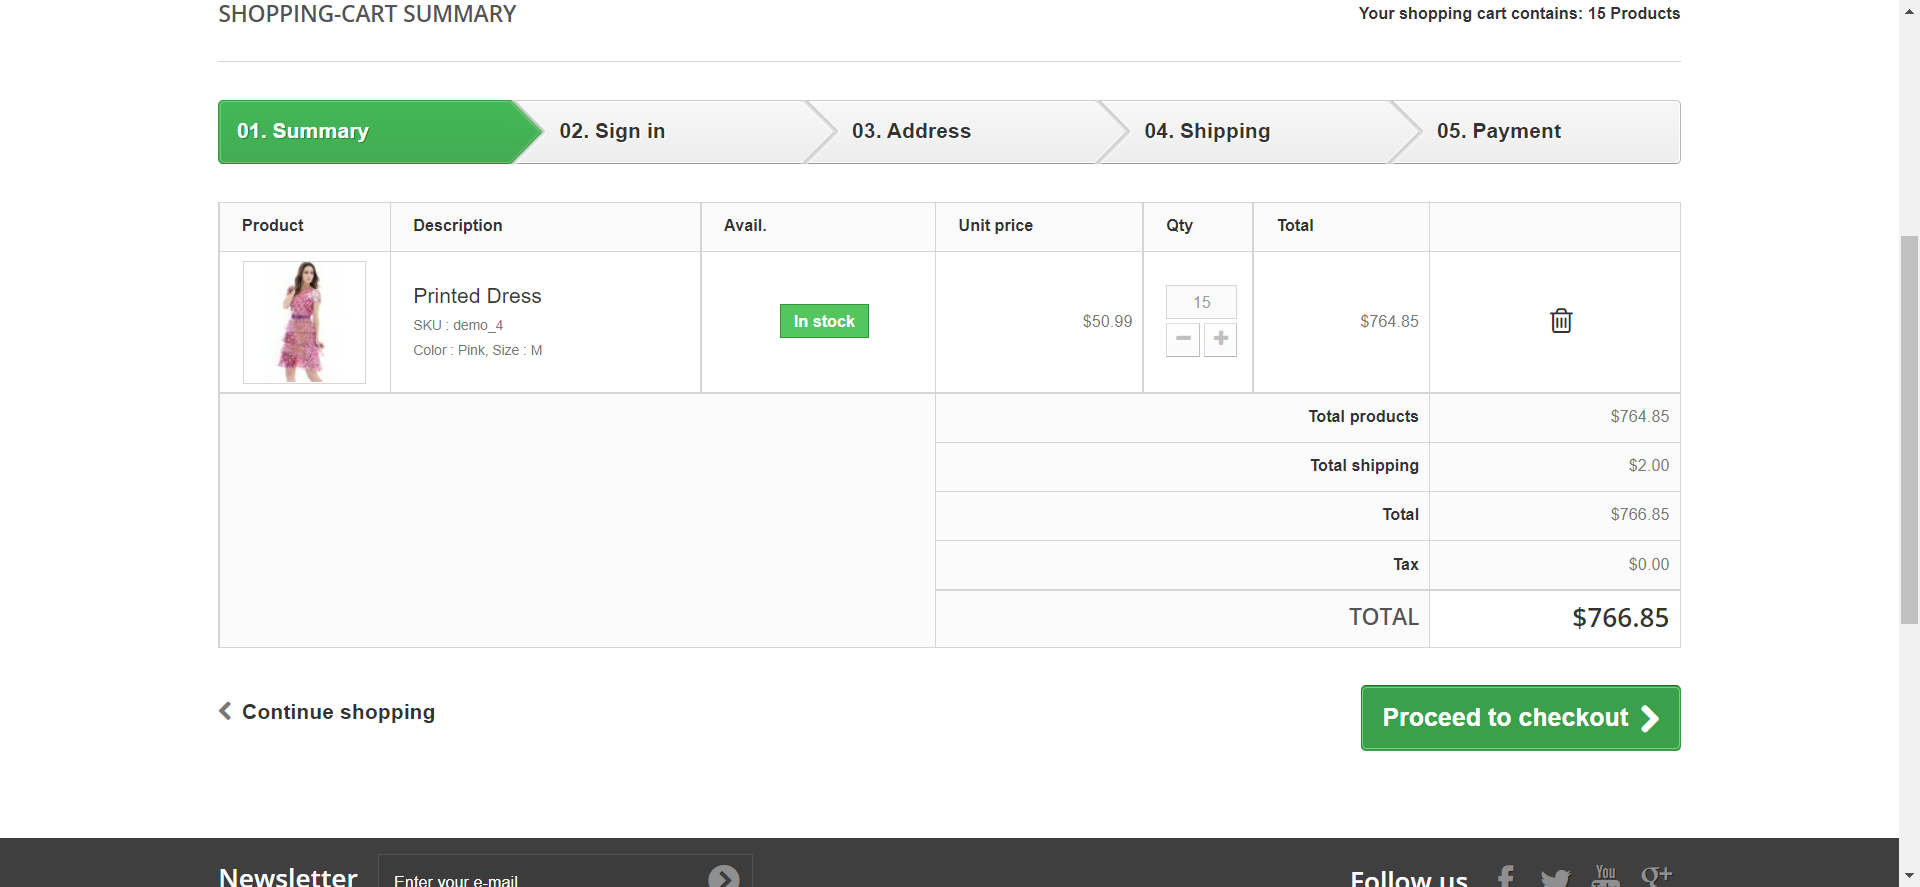 SHOPPING-CART SUMMARY
Your shopping cart contains: 15 Products
01. Summary
02. Sign in
03. Address
04. Shipping
05. Payment
Product
Description
Avail.
Unit price
Qty
Total
Printed Dress
SKU : demo_4
Color : Pink, Size : M
In stock
$50.99
15
$764.85
Total products
$764.85
Total shipping
$2.00
Total
$766.85
Tax
$0.00
TOTAL
$766.85
Continue shopping
Proceed to checkout
Newsletter
Enter your e-mail
Follow us
You
g+